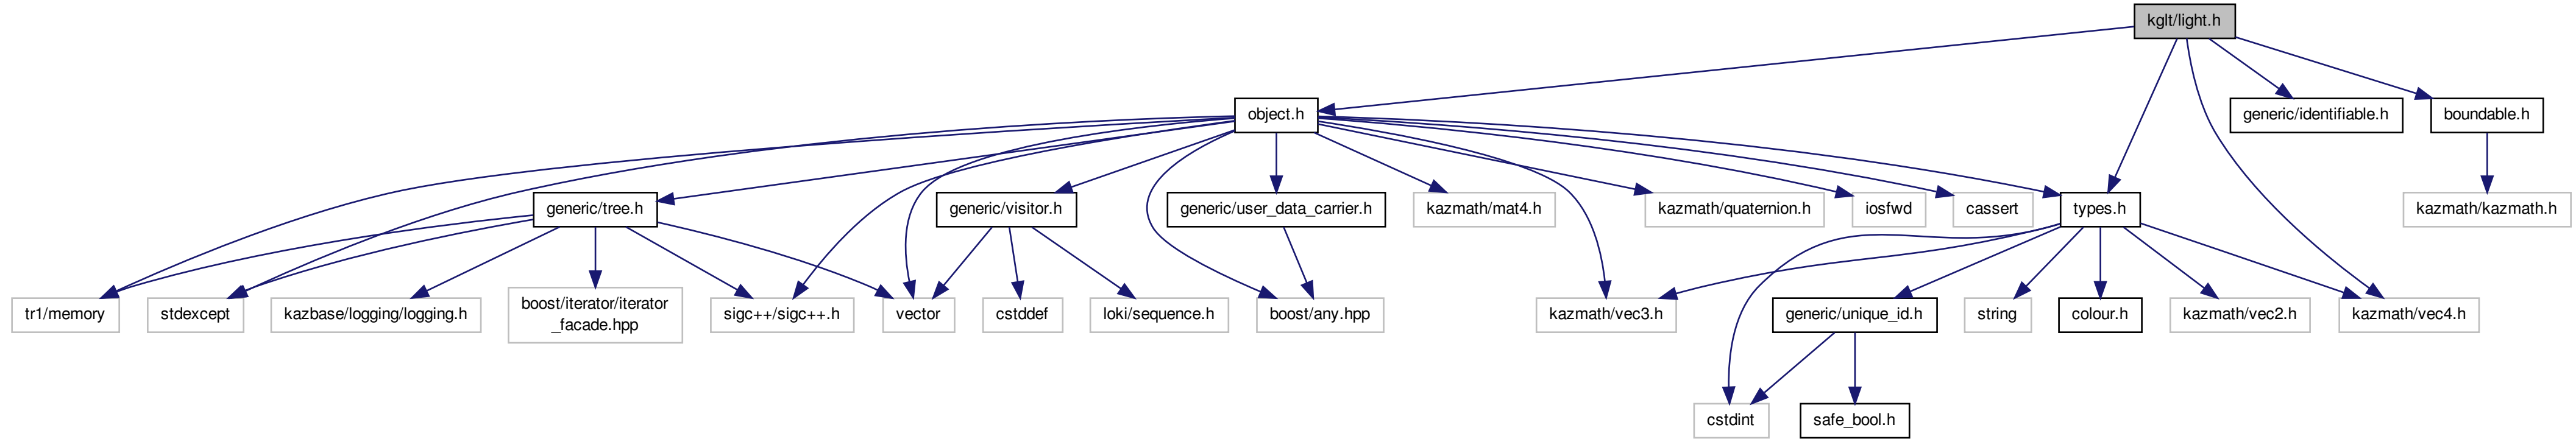 kglt/light.h
object.h
generic/identifiable.h
boundable.h
generic/tree.h
generic/visitor.h
generic/user_data_carrier.h
kazmath/mat4.h
kazmath/quaternion.h
iosfwd
cassert
types.h
kazmath/kazmath.h
tr1/memory
stdexcept
kazbase/logging/logging.h
boost/iterator/iterator
_facade.hpp
sigc++/sigc++.h
vector
cstddef
loki/sequence.h
boost/any.hpp
kazmath/vec3.h
generic/unique_id.h
string
colour.h
kazmath/vec2.h
kazmath/vec4.h
cstdint
safe_bool.h